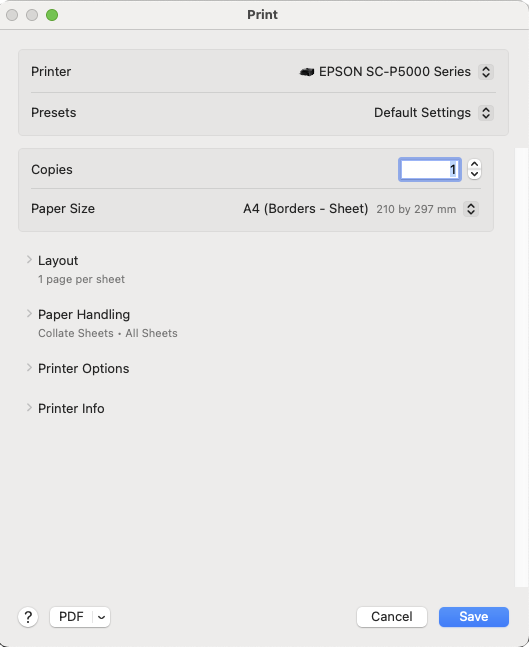 Print
Printer EPSON SC-P5000 Series
Presets Default Settings
Copies 1
Paper Size A4 (Borders - Sheet) 210 by 297 mm
Layout
1 page per sheet
Paper Handling
Collate Sheets • All Sheets
Printer Options
Printer Info
? PDF Cancel Save